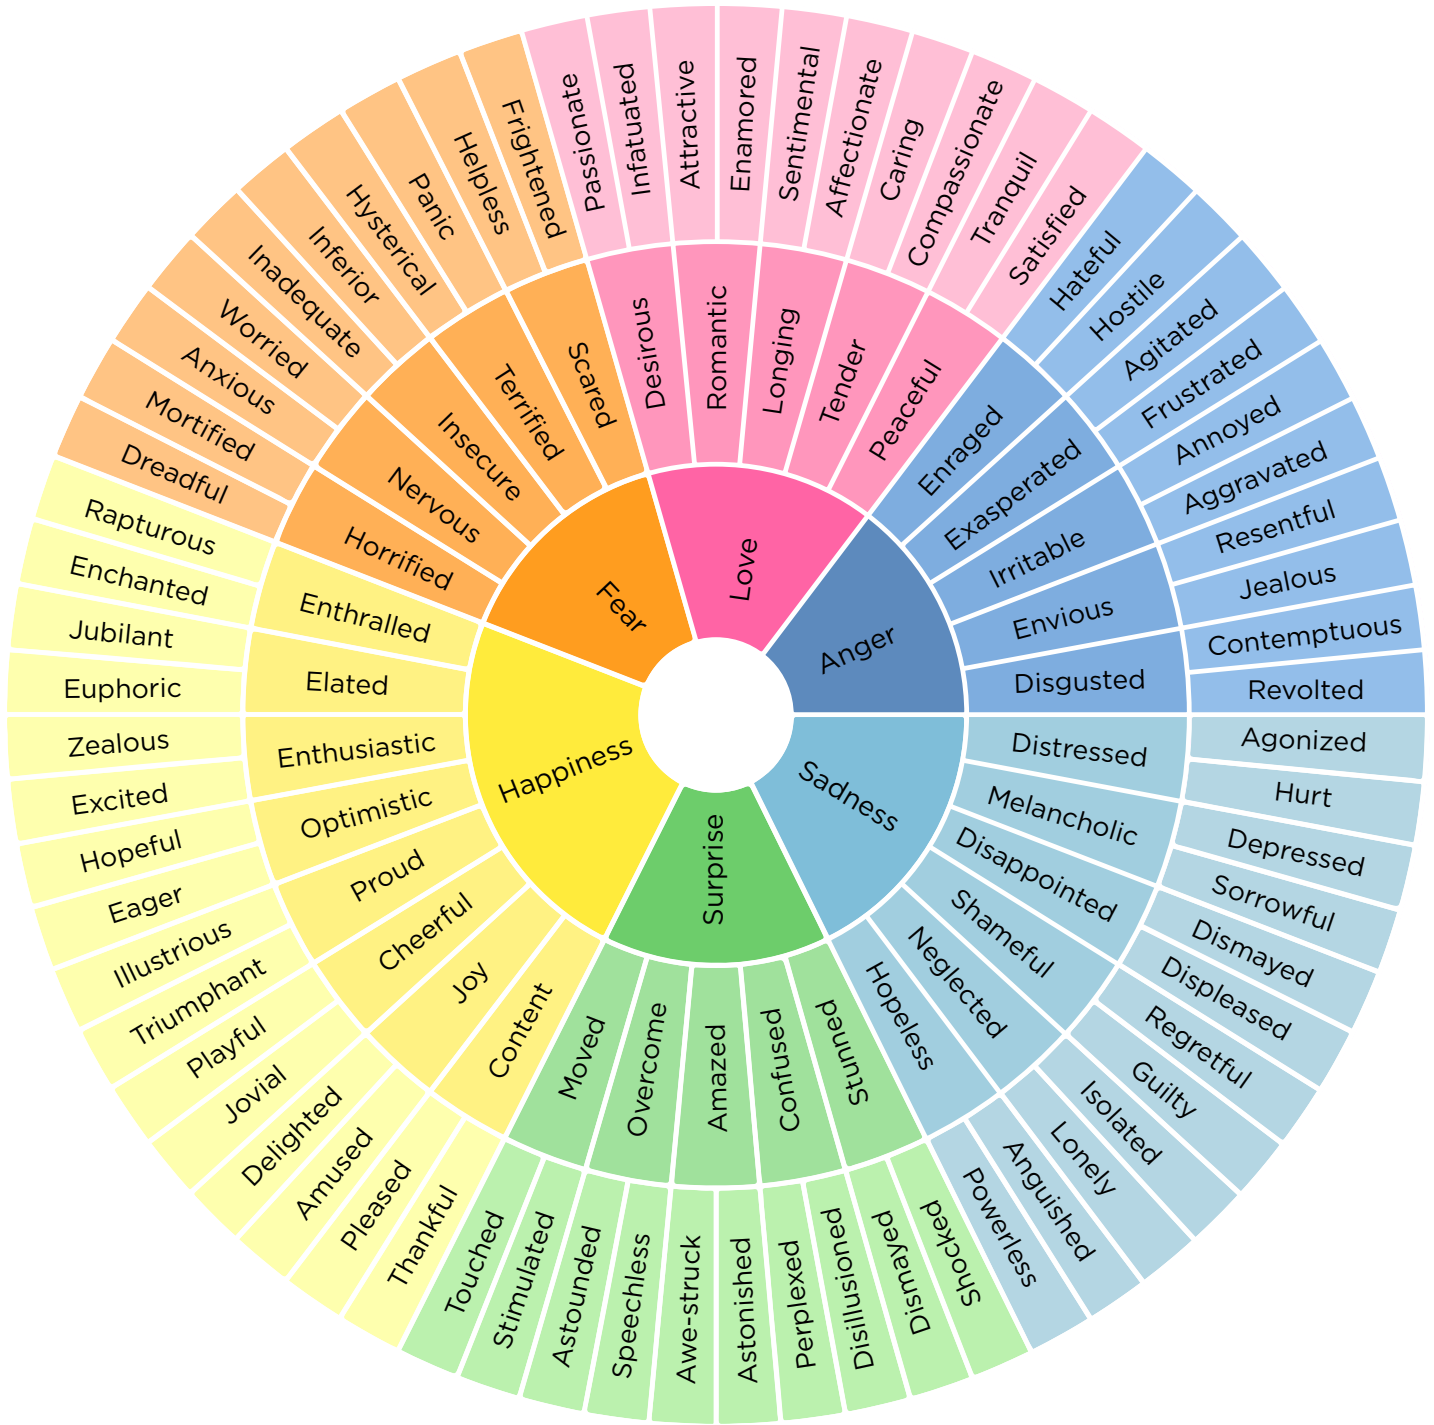 Love
Anger
Sadness
Surprise
Happiness
Fear
Desirous
Romantic
Longing
Tender
Peaceful
Enraged
Exasperated
Irritable
Envious
Disgusted
Distressed
Melancholic
Disappointed
Shameful
Neglected
Hopeless
Stunned
Confused
Amazed
Overcome
Moved
Content
Joy
Cheerful
Proud
Optimistic
Enthusiastic
Elated
Enthralled
Horrified
Nervous
Insecure
Terrified
Scared
Passionate
Infatuated
Attractive
Enamored
Sentimental
Affectionate
Caring
Compassionate
Tranquil
Satisfied
Hateful
Hostile
Agitated
Frustrated
Annoyed
Aggravated
Resentful
Jealous
Contemptuous
Revolted
Agonized
Hurt
Depressed
Sorrowful
Dismayed
Displeased
Regretful
Guilty
Isolated
Lonely
Anguished
Powerless
Shocked
Dismayed
Disillusioned
Perplexed
Astonished
Awe-struck
Speechless
Astounded
Stimulated
Touched
Thankful
Pleased
Amused
Delighted
Jovial
Playful
Triumphant
Illustrious
Eager
Hopeful
Excited
Zealous
Euphoric
Jubilant
Enchanted
Rapturous
Dreadful
Mortified
Anxious
Worried
Inadequate
Inferior
Hysterical
Panic
Helpless
Frightened